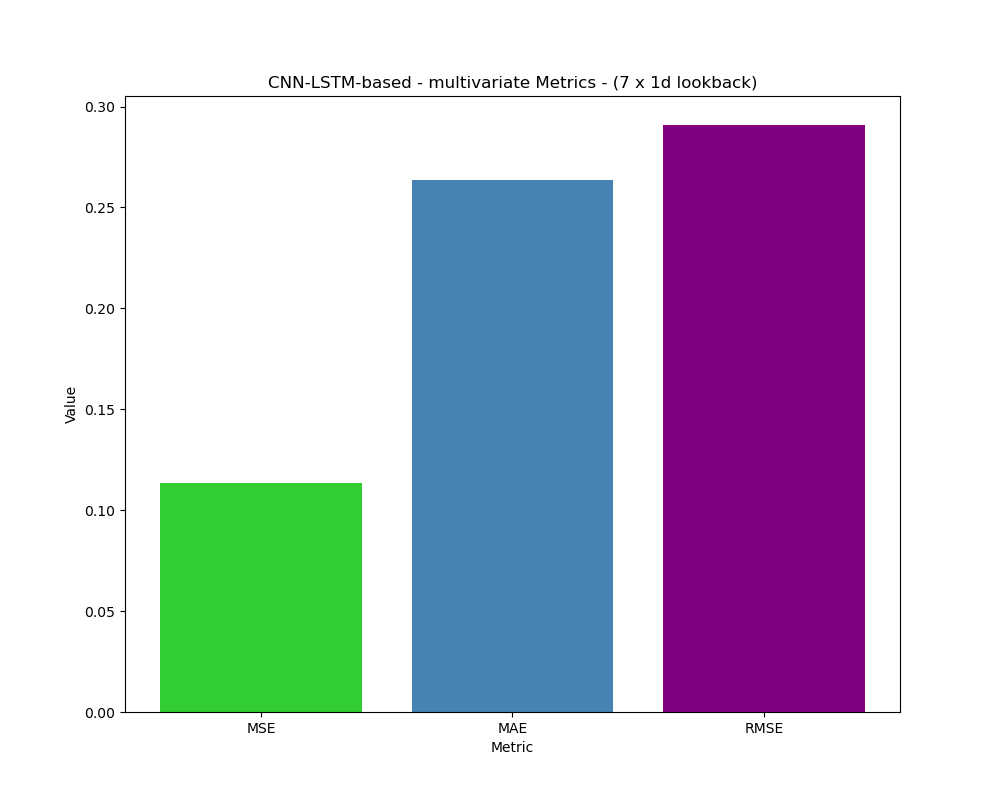 CNN-LSTM-based - multivariate Metrics - (7 x 1d lookback)
0.30
0.25
0.20
0.15
0.10
0.05
0.00
Value
MSE
MAE
RMSE
Metric